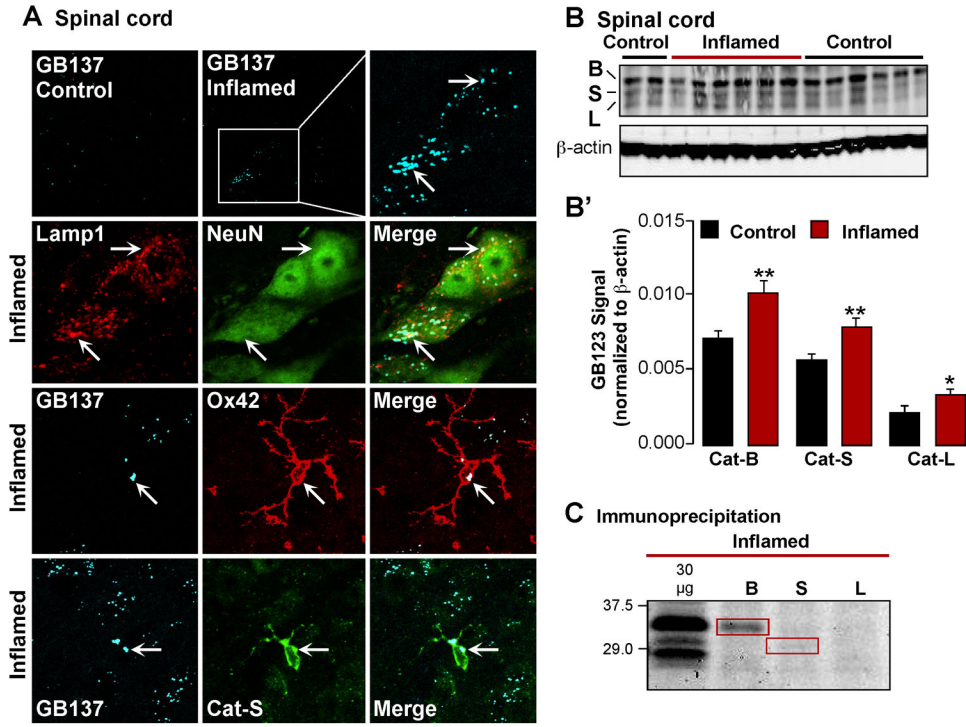 A Spinal cord
GB137
Control
GB137
Inflamed
Inflamed
Lamp1
NeuN
Merge
Inflamed
GB137
Ox42
Merge
Inflamed
GB137
Cat-S
Merge
B Spinal cord
Control Inflamed Control
B
S
L
β-actin
B’
GB123 Signal
(normalized to β-actin)
0.015
0.010
0.005
0.000
Control Inflamed
** ** *
Cat-B Cat-S Cat-L
C Immunoprecipitation
Inflamed
30
µg
B S L
37.5
29.0